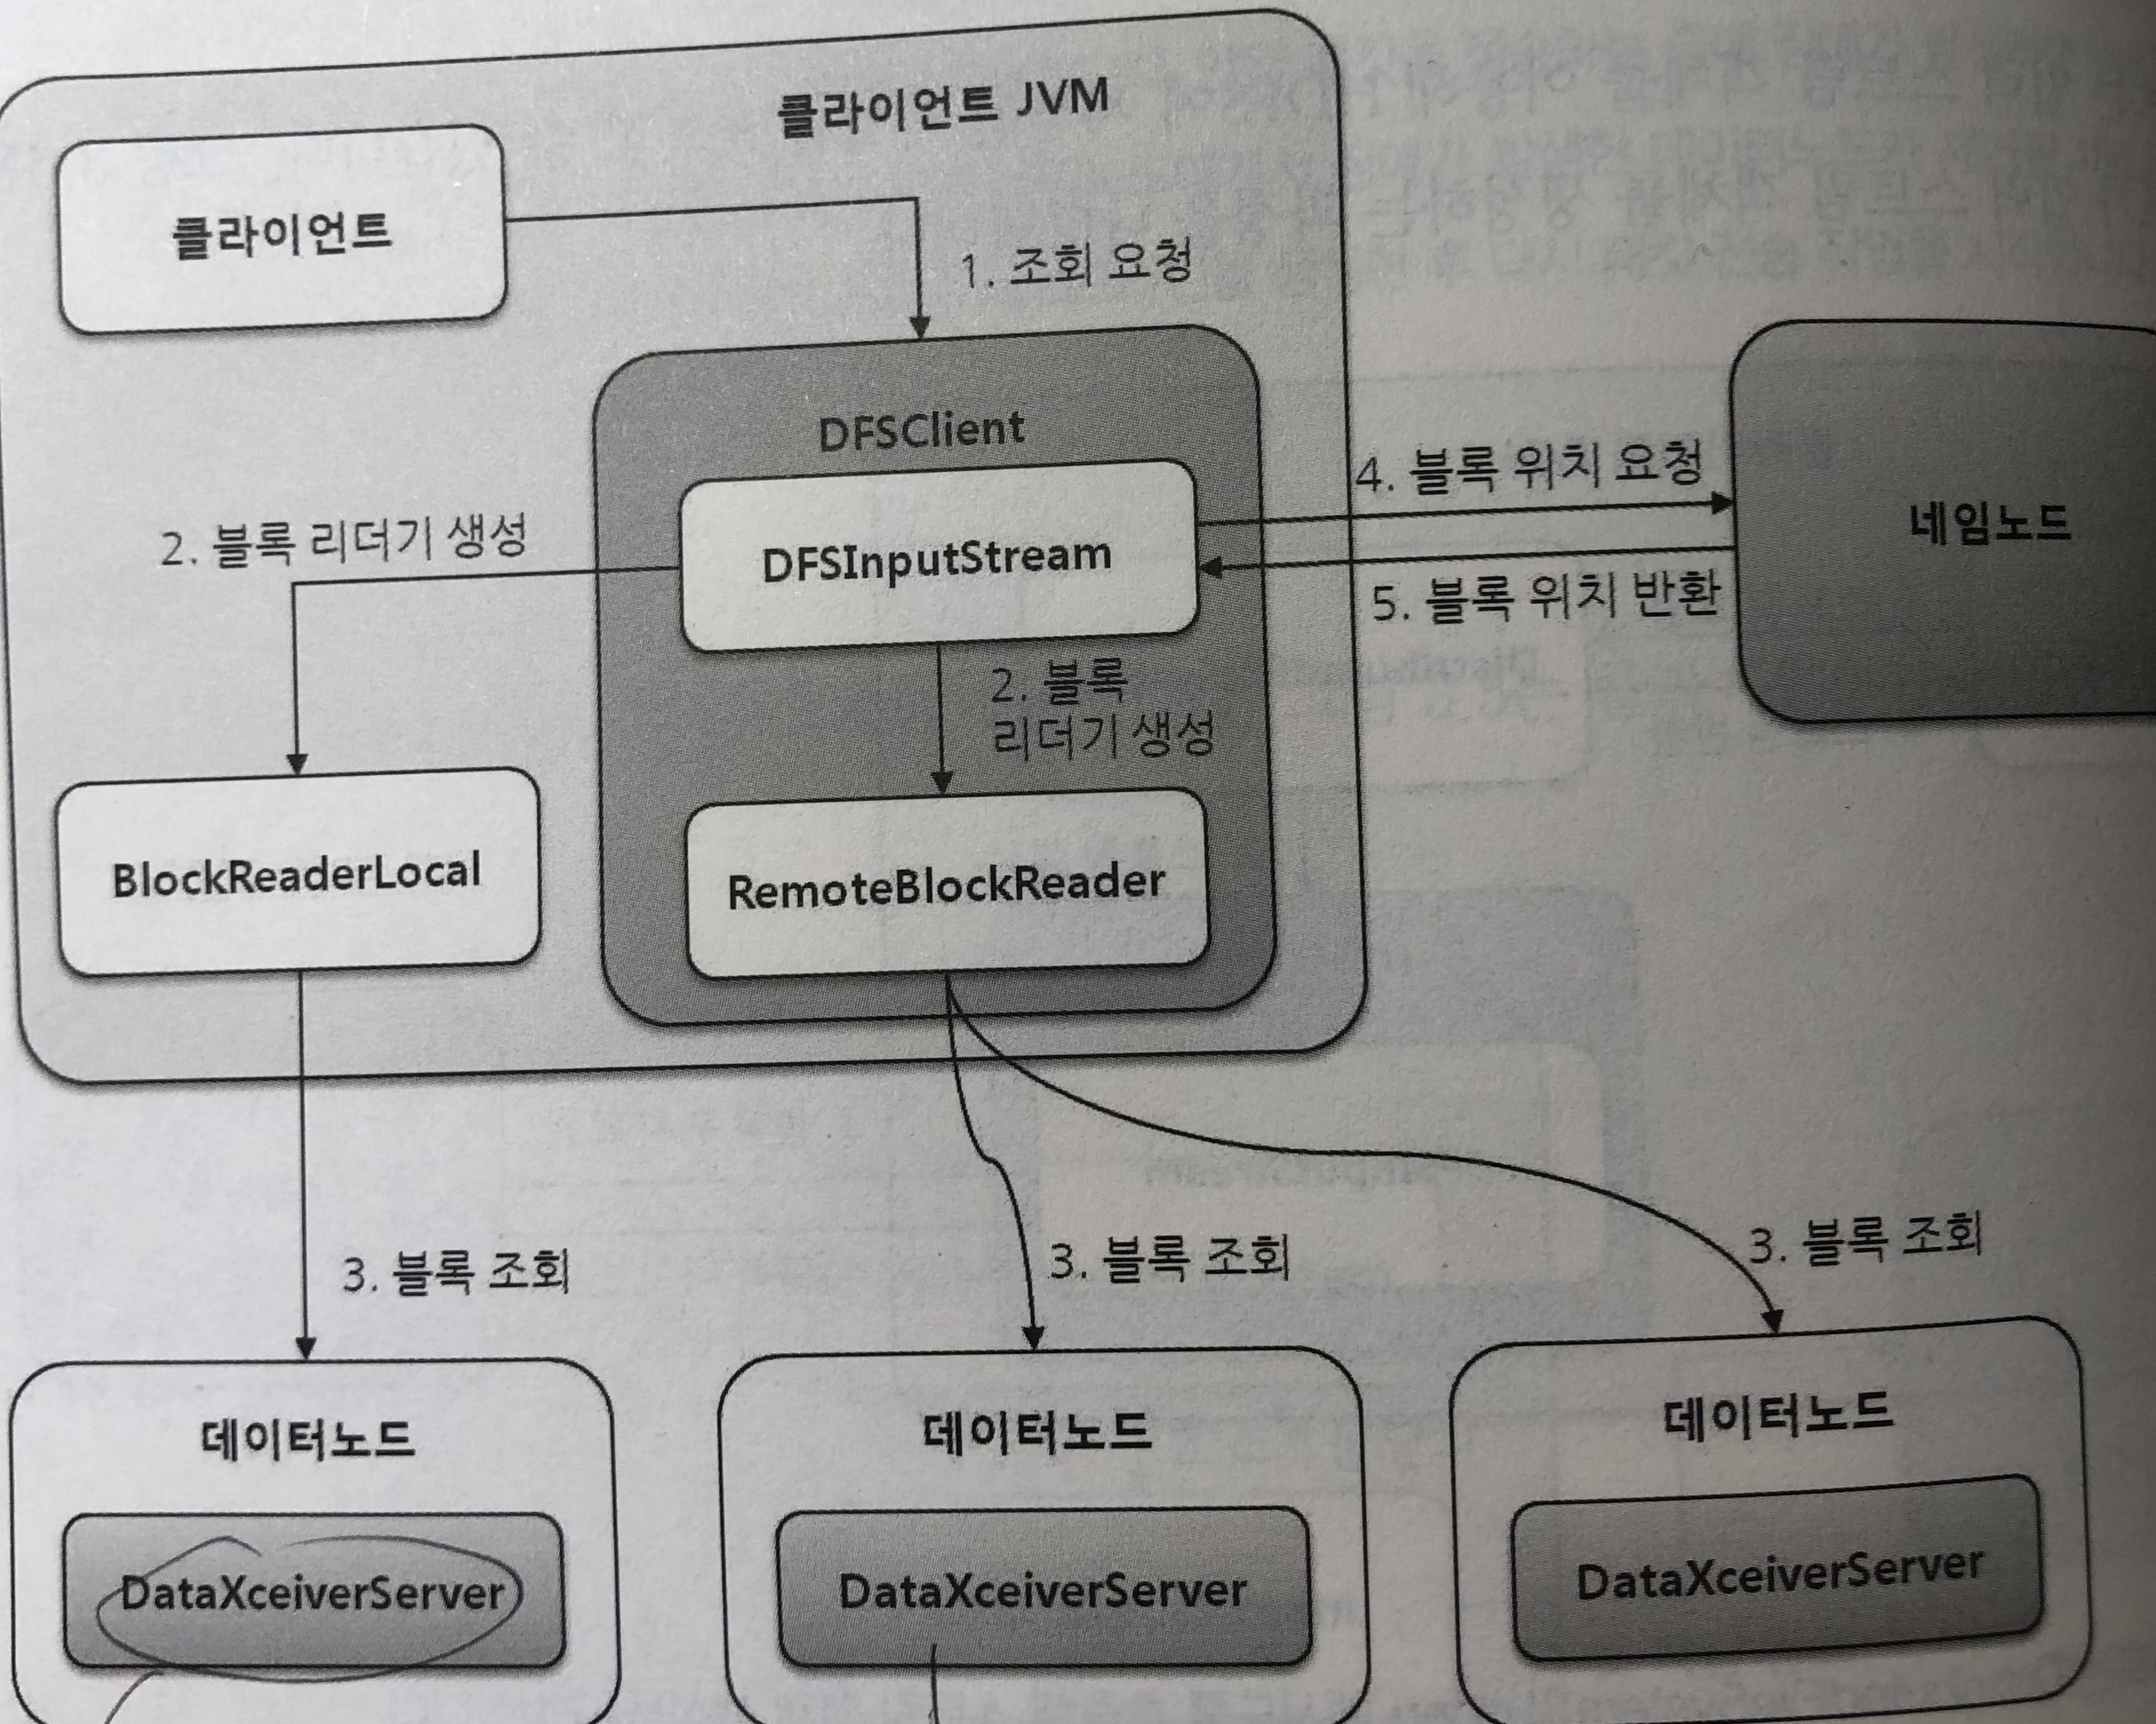 클라이언트 JVM
클라이언트
1. 조회 요청
DFSClient
4. 블록 위치 요청
네임노드
2. 블록 리더기 생성
DFSInputStream
5. 블록 위치 반환
2. 블록
리더기 생성
BlockReaderLocal
RemoteBlockReader
3. 블록 조회
3. 블록 조회
3. 블록 조회
데이터노드
데이터노드
데이터노드
DataXceiverServer
DataXceiverServer
DataXceiverServer